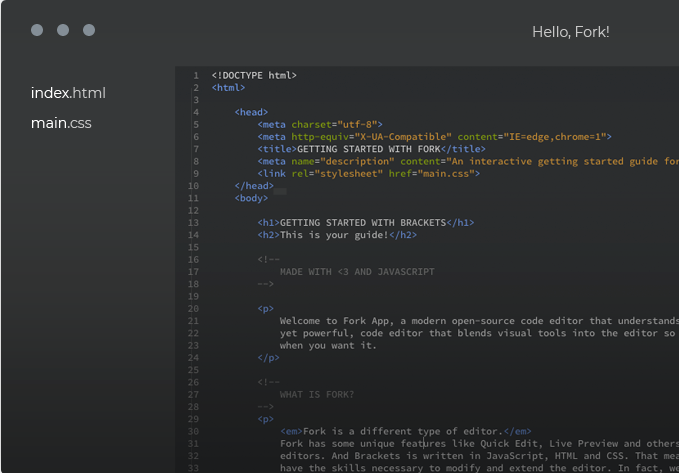 Hello, Fork!
index.html
main.css
1 <!DOCTYPE html>
2 <html>
3
4 <head>
5 <meta charset="utf-8">
6 <meta http-equiv="X-UA-Compatible" content="IE=edge,chrome=1">
7 <title>GETTING STARTED WITH FORK</title>
8 <meta name="description" content="An interactive getting started guide for
9 <link rel="stylesheet" href="main.css">
10 </head>
11 <body>
12
13 <h1>GETTING STARTED WITH BRACKETS</h1>
14 <h2>This is your guide!</h2>
15
16 <!--
17 MADE WITH <3 AND JAVASCRIPT
18 -->
19
20 <p>
21 Welcome to Fork App, a modern open-source code editor that understands
22 yet powerful, code editor that blends visual tools into the editor so
23 when you want it.
24 </p>
25
26 <!--
27 WHAT IS FORK?
28 -->
29 <p>
30 <em>Fork is a different type of editor.</em>
31 Fork has some unique features like Quick Edit, Live Preview and others
32 editors. And Brackets is written in JavaScript, HTML and CSS. That mea
33 have the skills necessary to modify and extend the editor. In fact, we